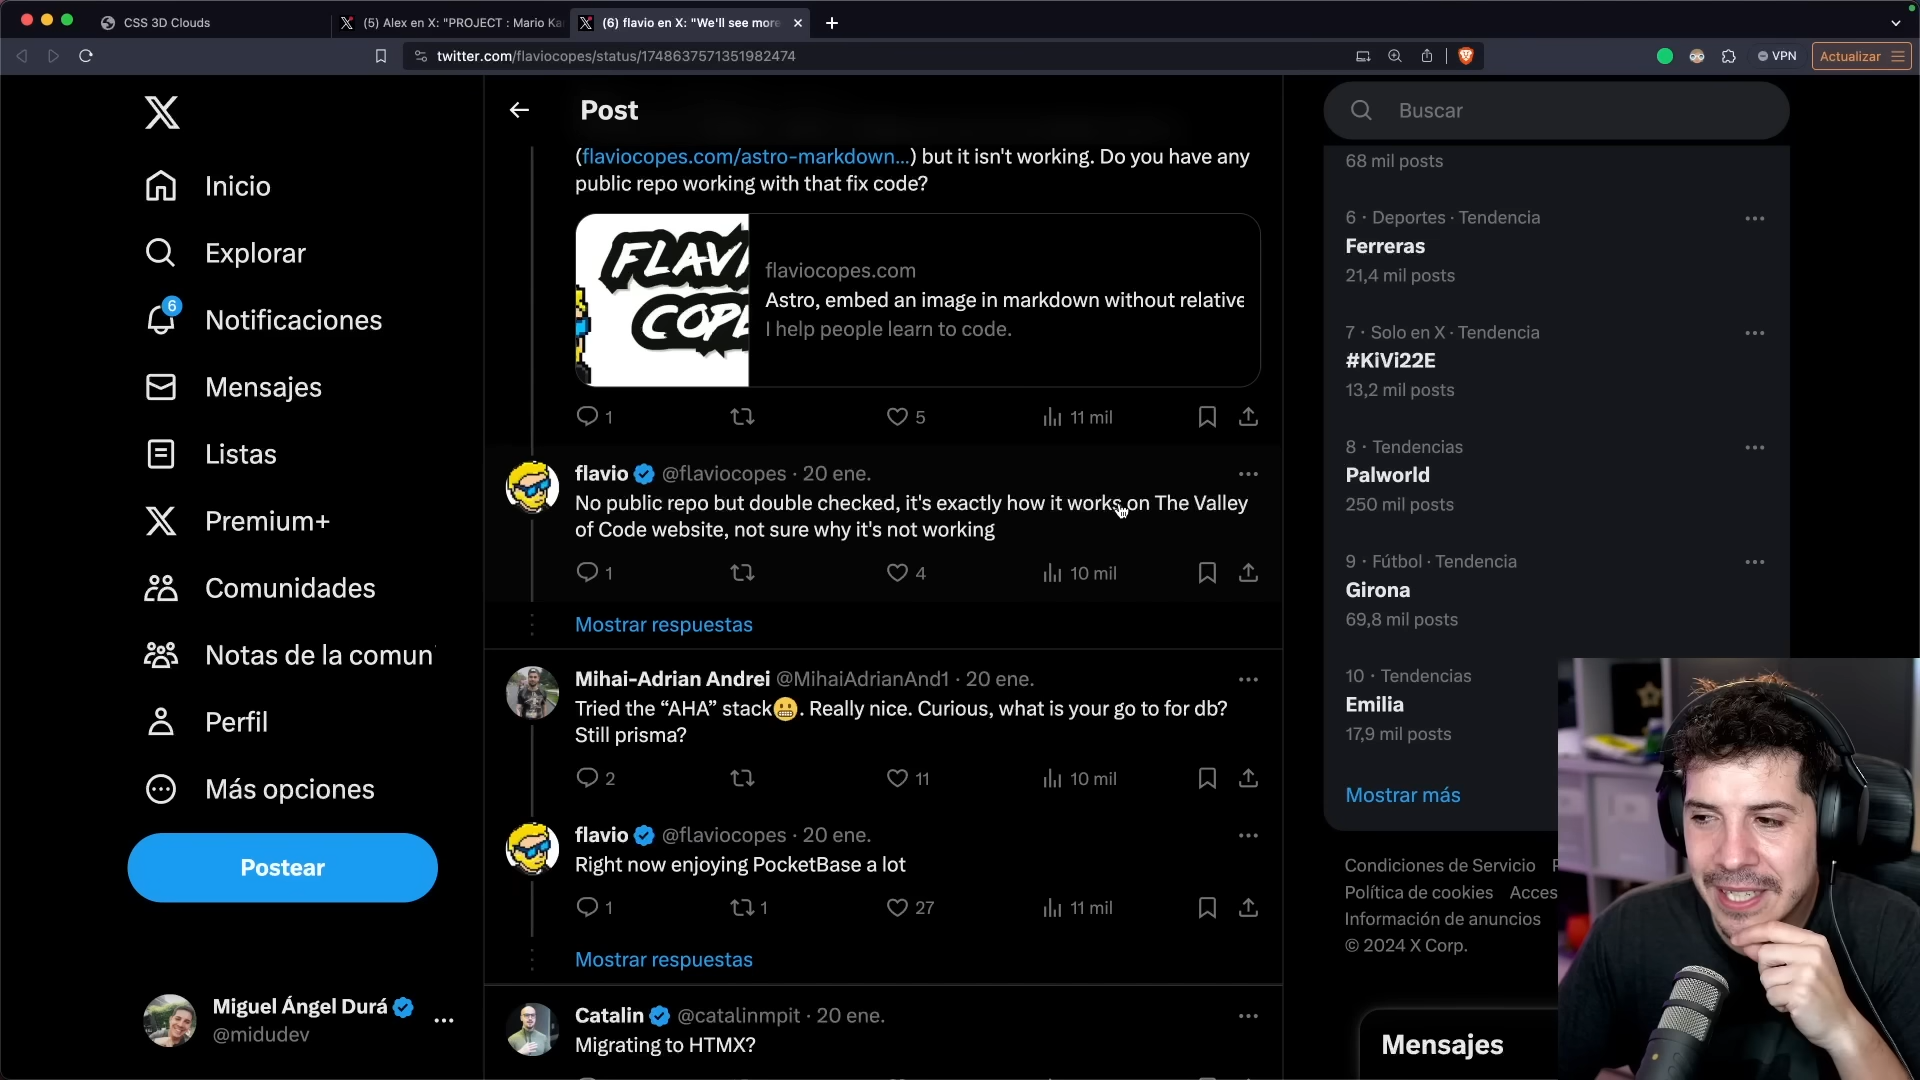 CSS 3D Clouds
(5) Alex en X: "PROJECT : Mario Ka
(6) flavio en X: "We'll see more
twitter.com/flaviocopes/status/1748637571351982474
VPN
Actualizar
Inicio
Explorar
6
Notificaciones
Mensajes
Listas
Premium+
Comunidades
Notas de la comun
Perfil
Más opciones
Postear
Miguel Ángel Durá
@midudev
Post
(flaviocopes.com/astro-markdown...) but it isn't working. Do you have any
public repo working with that fix code?
FLAVI
COPE
flaviocopes.com
Astro, embed an image in markdown without relative
I help people learn to code.
1
5
11 mil
flavio @flaviocopes · 20 ene.
No public repo but double checked, it's exactly how it works on The Valley
of Code website, not sure why it's not working
1
4
10 mil
Mostrar respuestas
Mihai-Adrian Andrei @MihaiAdrianAnd1 · 20 ene.
Tried the “AHA” stack😬. Really nice. Curious, what is your go to for db?
Still prisma?
2
11
10 mil
flavio @flaviocopes · 20 ene.
Right now enjoying PocketBase a lot
1
1
27
11 mil
Mostrar respuestas
Catalin @catalinmpit · 20 ene.
Migrating to HTMX?
Buscar
68 mil posts
6 · Deportes · Tendencia
Ferreras
21,4 mil posts
7 · Solo en X · Tendencia
#KiVi22E
13,2 mil posts
8 · Tendencias
Palworld
250 mil posts
9 · Fútbol · Tendencia
Girona
69,8 mil posts
10 · Tendencias
Emilia
17,9 mil posts
Mostrar más
Condiciones de Servicio
Política de cookies Acces
Información de anuncios
© 2024 X Corp.
Mensajes